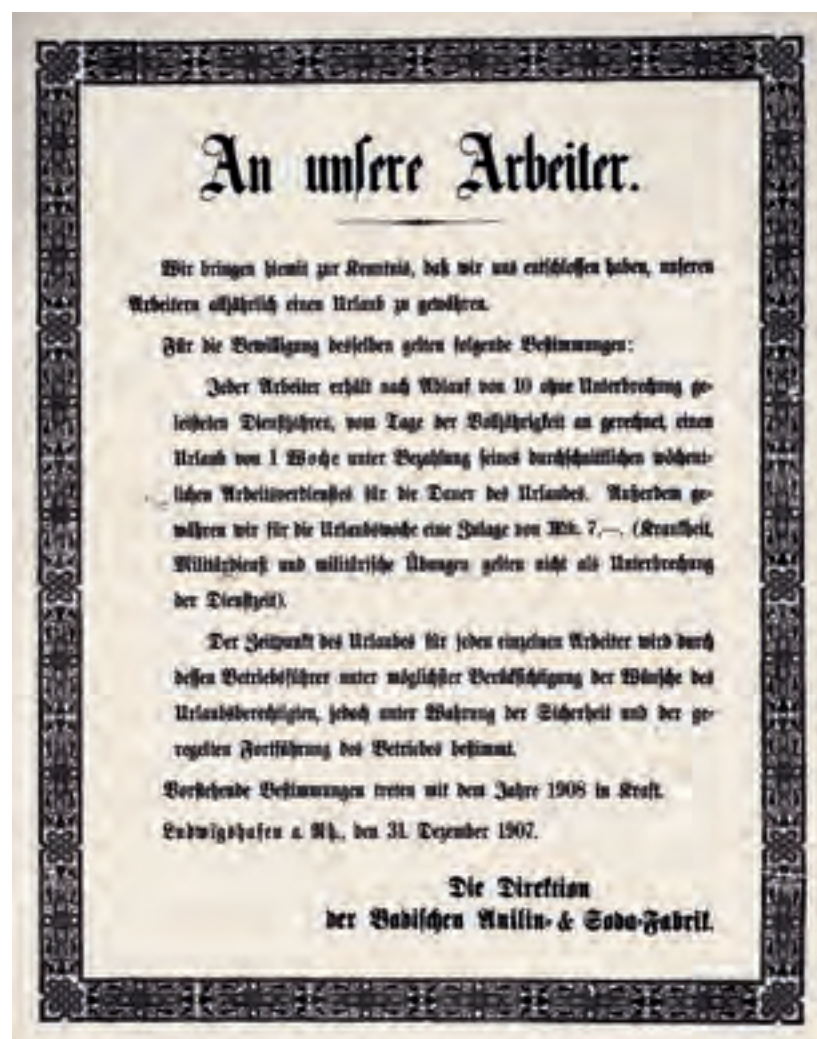 An unsere Arbeiter.
Wir bringen hiemit zur Kenntnis, daß wir uns entschlossen haben, unseren
Arbeitern alljährlich einen Urlaub zu gewähren.
Für die Bewilligung desselben gelten folgende Bestimmungen:
Jeder Arbeiter erhält nach Ablauf von 10 ohne Unterbrechung ge-
leisteten Dienstjahren, vom Tage der Volljährigkeit an gerechnet, einen
Urlaub von 1 Woche unter Bezahlung seines durchschnittlichen wöchent-
lichen Arbeitsverdienstes für die Dauer des Urlaubes. Außerdem ge-
währen wir für die Urlaubswoche eine Zulage von Mk. 7,—. (Krankheit,
Militärdienst und militärische Übungen gelten nicht als Unterbrechung
der Dienstzeit).
Der Zeitpunkt des Urlaubes für jeden einzelnen Arbeiter wird durch
dessen Betriebsführer unter möglichster Berücksichtigung der Wünsche des
Urlaubsberechtigten, jedoch unter Wahrung der Sicherheit und der ge-
regelten Fortführung des Betriebes bestimmt.
Vorstehende Bestimmungen treten mit dem Jahre 1908 in Kraft.
Ludwigshafen a. Rh., den 31. Dezember 1907.
Die Direktion
der Badischen Anilin- & Soda-Fabrik.